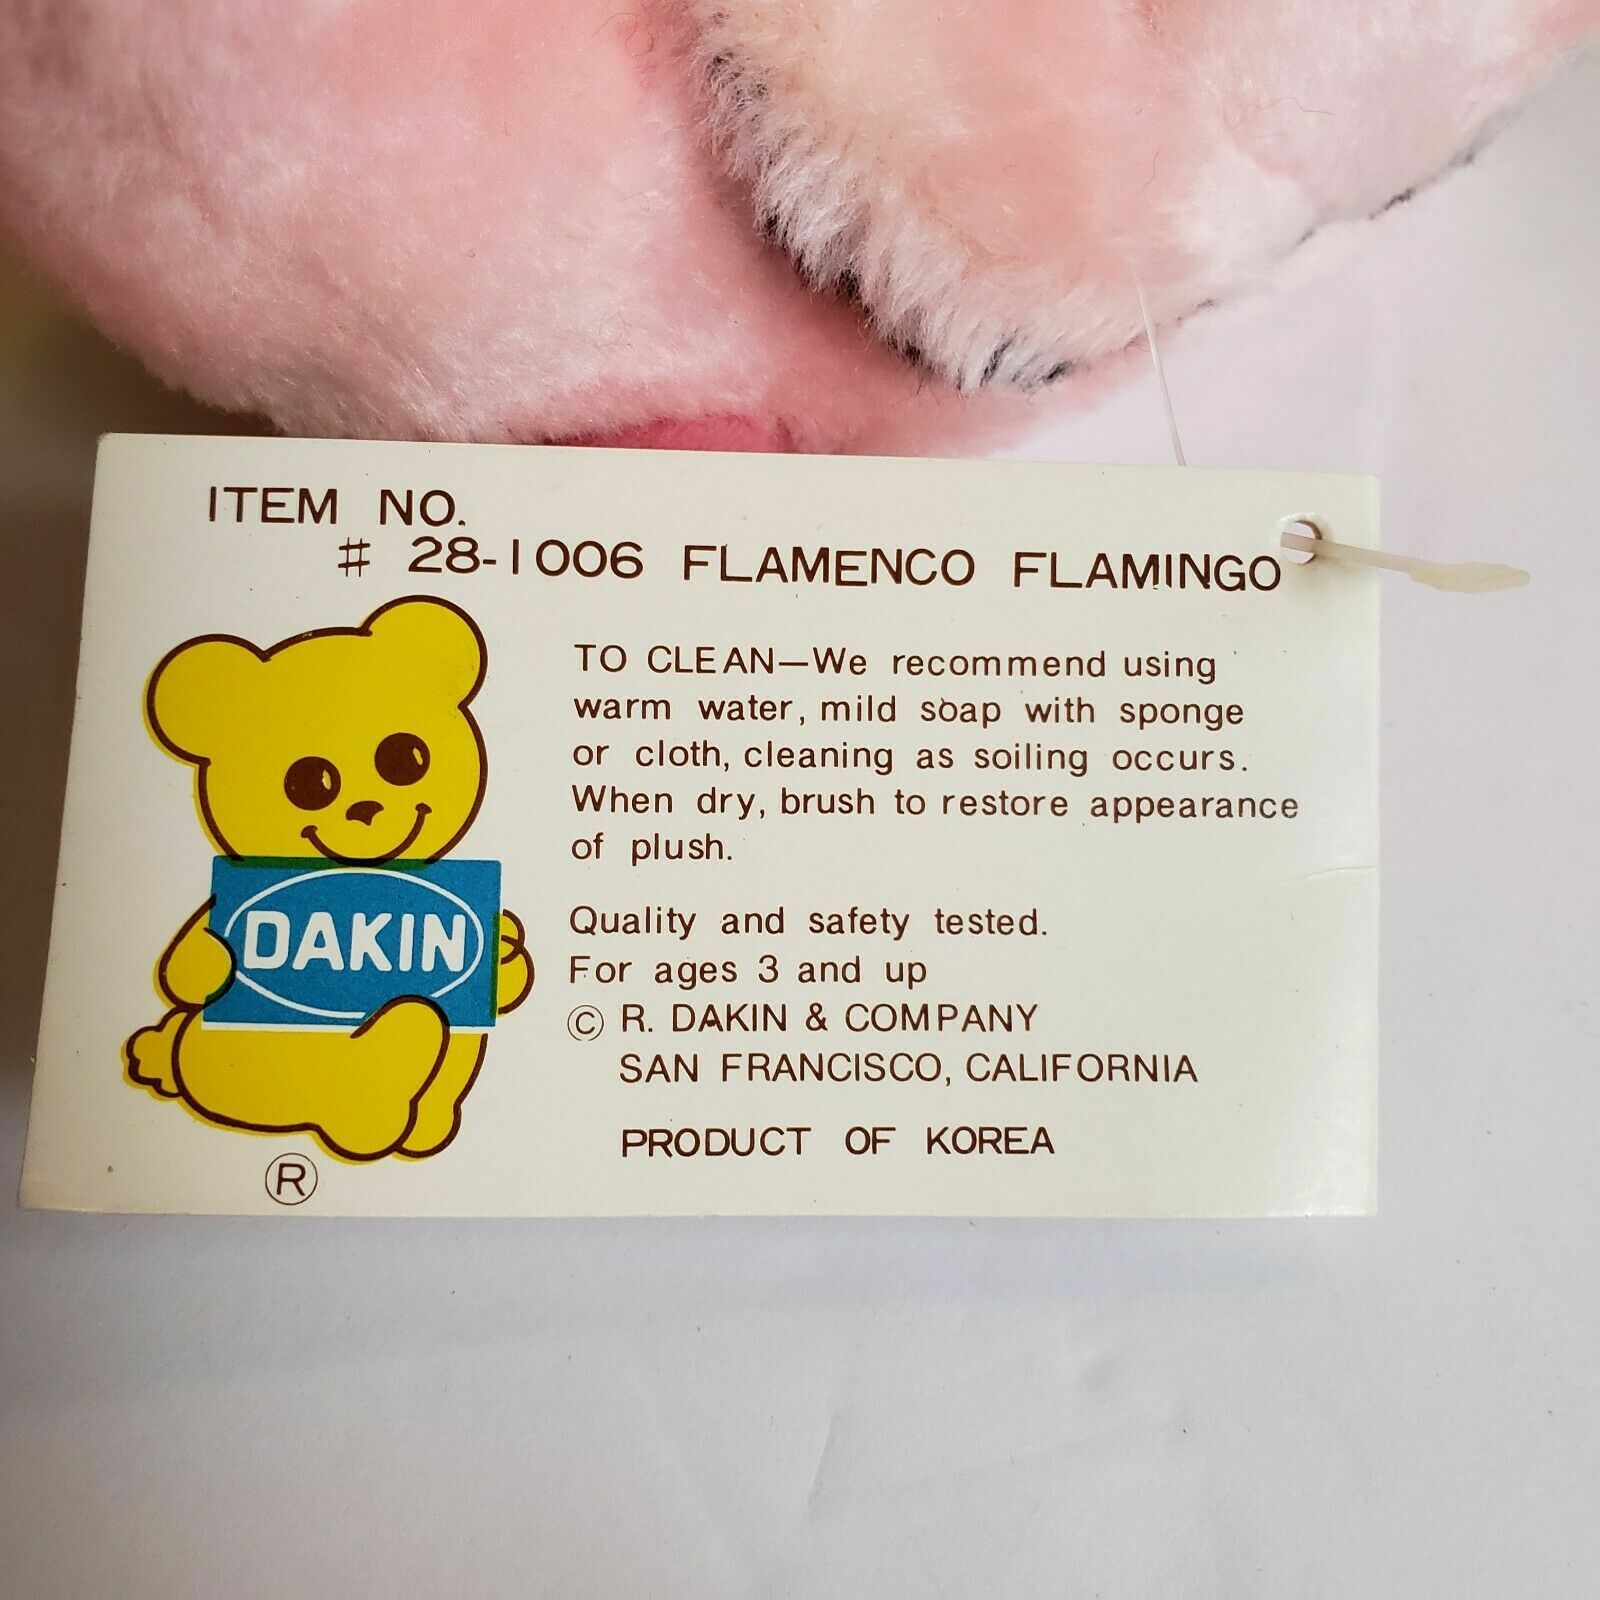 ITEM NO.
# 28-1006 FLAMENCO FLAMINGO
TO CLEAN—We recommend using
warm water, mild soap with sponge
or cloth, cleaning as soiling occurs.
When dry, brush to restore appearance
of plush.
DAKIN
Quality and safety tested.
For ages 3 and up
© R. DAKIN & COMPANY
SAN FRANCISCO, CALIFORNIA
PRODUCT OF KOREA
®